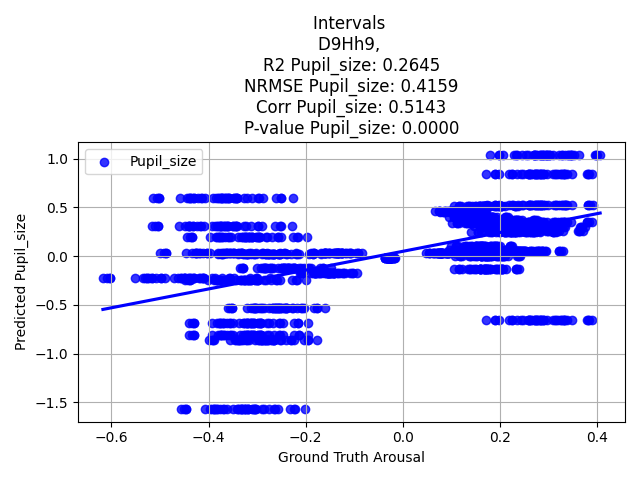 Intervals
D9Hh9,
R2 Pupil_size: 0.2645
NRMSE Pupil_size: 0.4159
Corr Pupil_size: 0.5143
P-value Pupil_size: 0.0000
Pupil_size
1.0
0.5
0.0
−0.5
−1.0
−1.5
Predicted Pupil_size
−0.6
−0.4
−0.2
0.0
0.2
0.4
Ground Truth Arousal